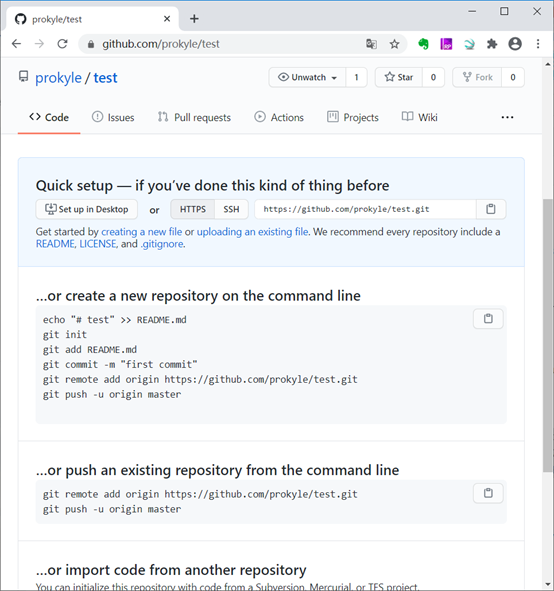 prokyle/test
github.com/prokyle/test
prokyle / test
Unwatch 1 Star 0 Fork 0
Code Issues Pull requests Actions Projects Wiki
Quick setup — if you've done this kind of thing before
Set up in Desktop or HTTPS SSH https://github.com/prokyle/test.git
Get started by creating a new file or uploading an existing file. We recommend every repository include a
README, LICENSE, and .gitignore.
…or create a new repository on the command line
echo "# test" >> README.md
git init
git add README.md
git commit -m "first commit"
git remote add origin https://github.com/prokyle/test.git
git push -u origin master
…or push an existing repository from the command line
git remote add origin https://github.com/prokyle/test.git
git push -u origin master
…or import code from another repository
You can initialize this repository with code from a Subversion, Mercurial, or TFS project.